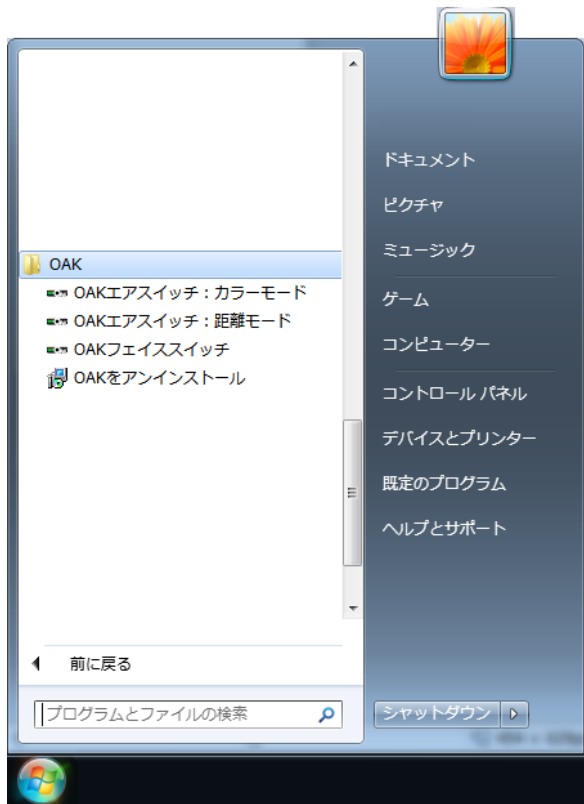 OAK
OAKエアスイッチ：カラーモード
OAKエアスイッチ：距離モード
OAKフェイススイッチ
OAKをアンインストール
前に戻る
プログラムとファイルの検索
ドキュメント
ピクチャ
ミュージック
ゲーム
コンピューター
コントロール パネル
デバイスとプリンター
既定のプログラム
ヘルプとサポート
シャットダウン